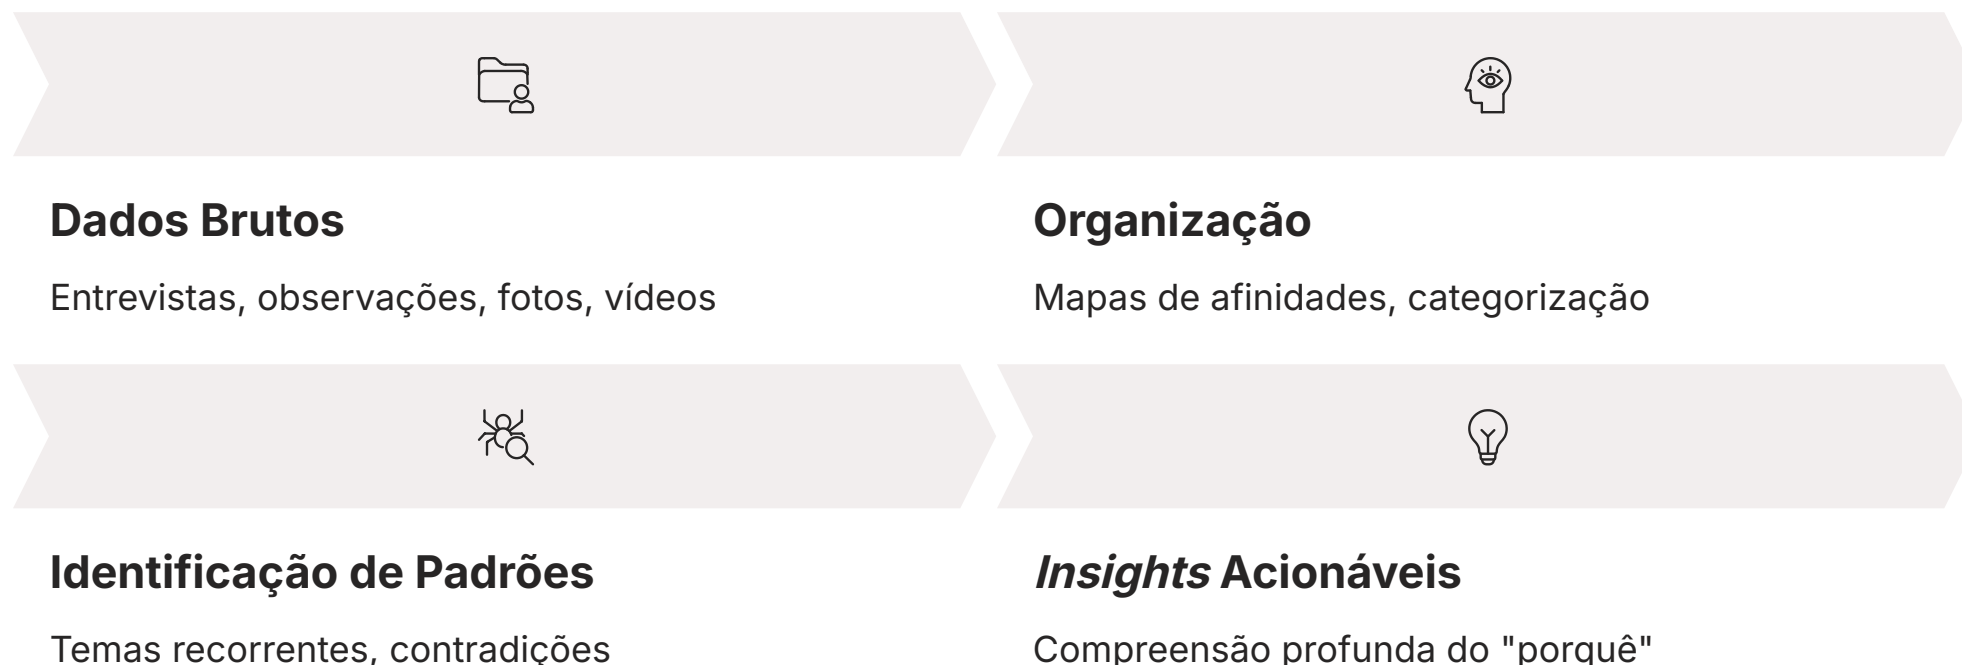 Dados Brutos
Entrevistas, observações, fotos, vídeos
Organização
Mapas de afinidades, categorização
Identificação de Padrões
Temas recorrentes, contradições
Insights Acionáveis
Compreensão profunda do "porquê"